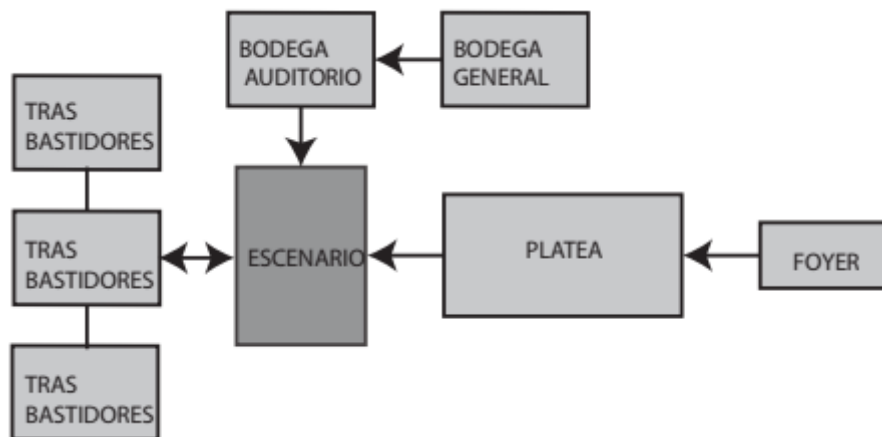 BODEGA
AUDITORIO
BODEGA
GENERAL
TRAS
BASTIDORES
TRAS
BASTIDORES
ESCENARIO
PLATEA
FOYER
TRAS
BASTIDORES